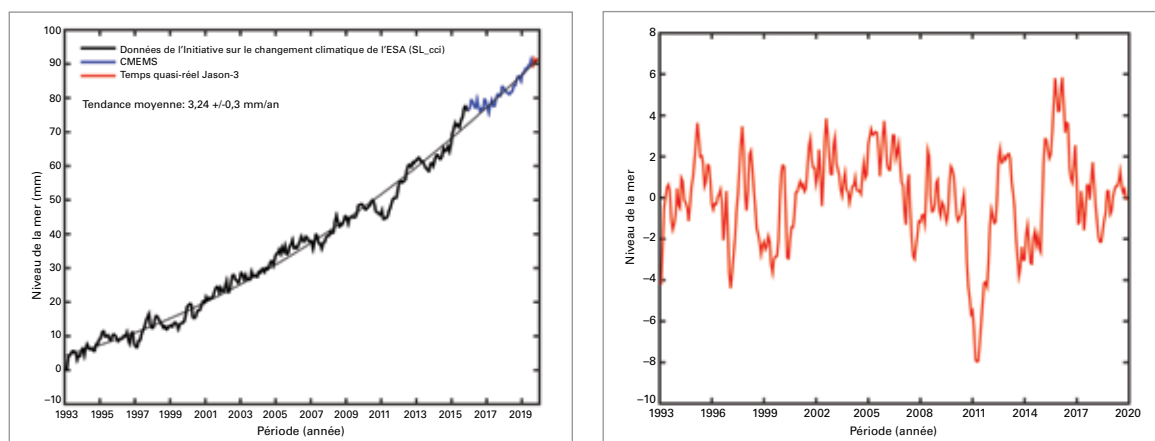 100
90
80
70
60
50
40
30
20
10
0
–10
Niveau de la mer (mm)
Données de l'Initiative sur le changement climatique de l'ESA (SL_cci)
CMEMS
Temps quasi-réel Jason-3
Tendance moyenne: 3,24 +/-0,3 mm/an
1993 1995 1997 1999 2001 2003 2005 2007 2009 2011 2013 2015 2017 2019
Période (année)
8
6
4
2
0
–2
–4
–6
–8
–10
Niveau de la mer
1993 1996 1999 2002 2005 2008 2011 2014 2017 2020
Période (année)